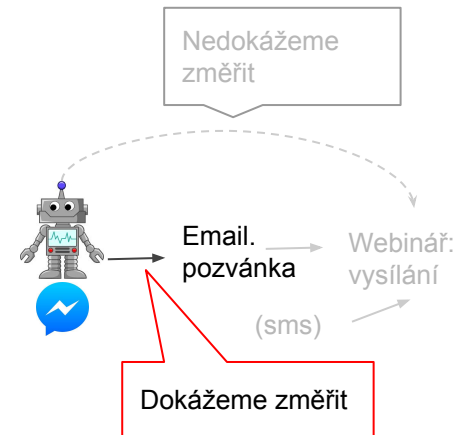 Nedokážeme
změřit
Email.
pozvánka
Webinář:
vysílání
(sms)
Dokážeme změřit